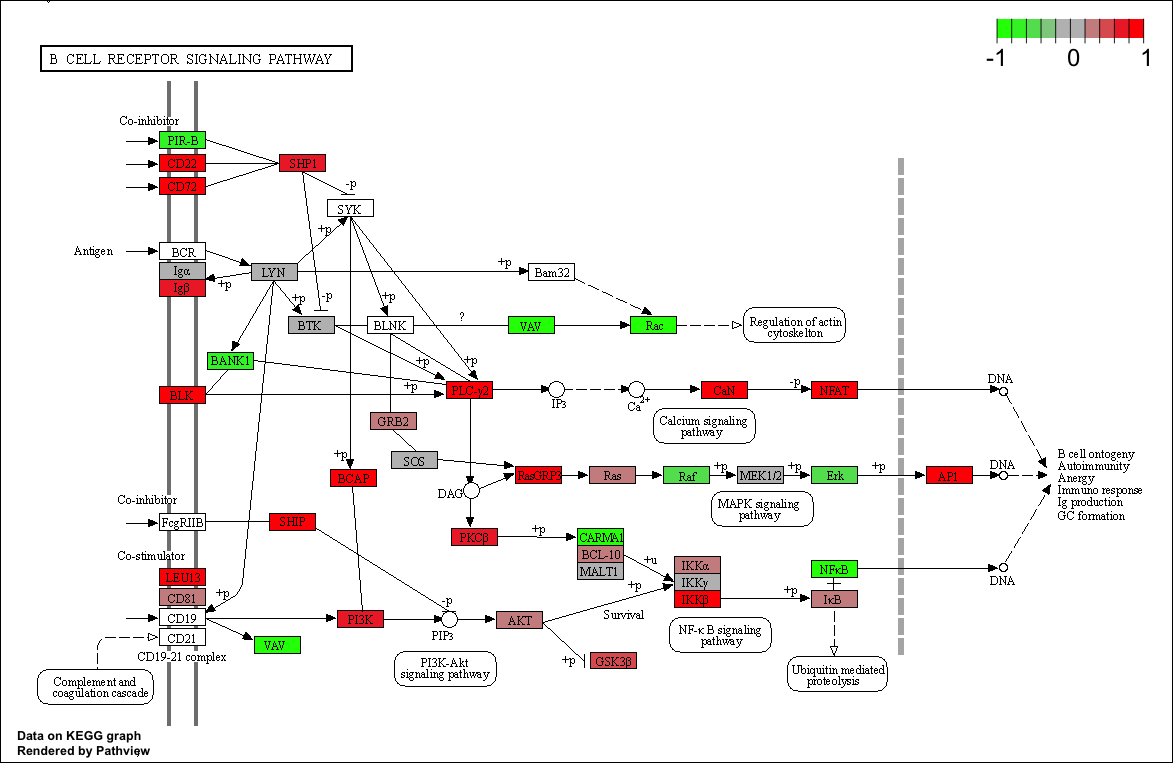 B CELL RECEPTOR SIGNALING PATHWAY
-1 0 1
Co-inhibitor
PIR-B
CD22
SHP1
CD72
-p
SYK
+p
Antigen
BCR
Igα
LYN
+p
Bam32
Igβ
+p
+p
-p
+p
BTK
BLNK
?
VAV
Rac
Regulation of actin
cytoskelton
BANK1
+p
+p
BLK
+p
PLC-γ2
IP3
Ca2+
CaN
-p
NFAT
DNA
GRB2
Calcium signaling
pathway
+p
SOS
BCAP
RasGRP3
Ras
Raf
+p
MEK1/2
+p
Erk
+p
AP1
DNA
B cell ontogeny
Autoimmunity
Anergy
Immuno response
Ig production
GC formation
DAG
MAPK signaling
pathway
Co-inhibitor
FcgRIIB
SHIP
PKCβ
+p
CARMA1
BCL-10
MALT1
+u
Co-stimulator
LEU13
CD81
+p
IKKα
IKKγ
IKKβ
+p
+p
NFκB
IκB
DNA
CD19
PI3K
-p
PIP3
AKT
Survival
CD21
VAV
CD19-21 complex
+p
GSK3β
NF-κ B signaling
pathway
PI3K-Akt
signaling pathway
Ubiquitin mediated
proteolysis
Complement and
coagulation cascade
Data on KEGG graph
Rendered by Pathview